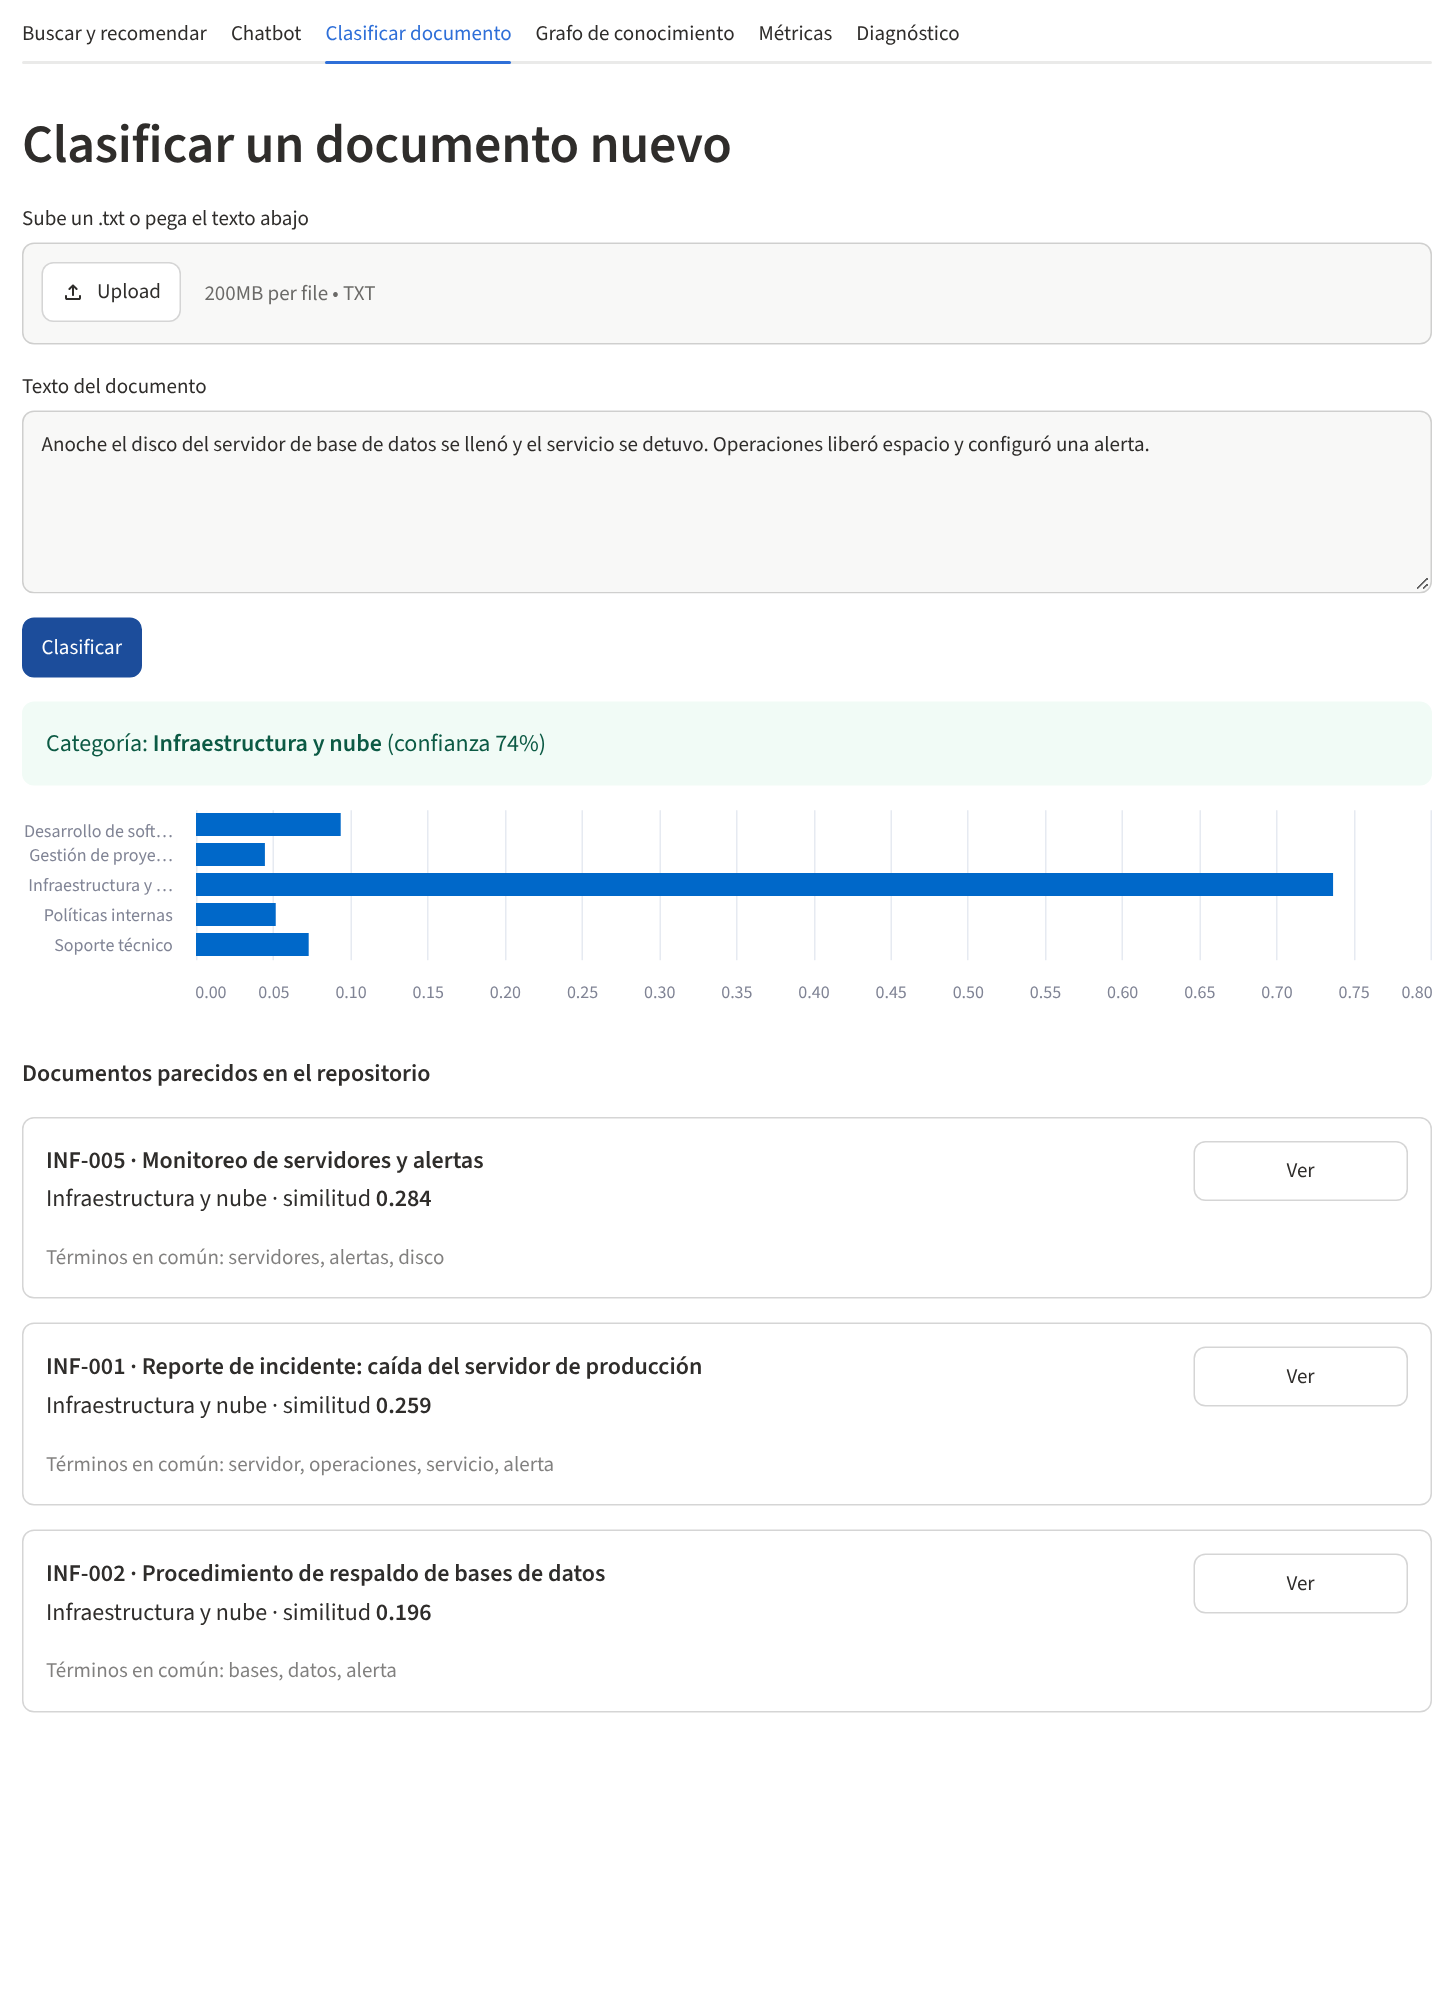 Buscar y recomendar Chatbot Clasificar documento Grafo de conocimiento Métricas Diagnóstico
Clasificar un documento nuevo
Sube un .txt o pega el texto abajo
Upload 200MB per file • TXT
Texto del documento
Anoche el disco del servidor de base de datos se llenó y el servicio se detuvo. Operaciones liberó espacio y configuró una alerta.
Clasificar
Categoría: Infraestructura y nube (confianza 74%)
Desarrollo de soft…
Gestión de proye…
Infraestructura y …
Políticas internas
Soporte técnico
0.00 0.05 0.10 0.15 0.20 0.25 0.30 0.35 0.40 0.45 0.50 0.55 0.60 0.65 0.70 0.75 0.80
Documentos parecidos en el repositorio
INF-005 · Monitoreo de servidores y alertas
Ver
Infraestructura y nube · similitud 0.284
Términos en común: servidores, alertas, disco
INF-001 · Reporte de incidente: caída del servidor de producción
Ver
Infraestructura y nube · similitud 0.259
Términos en común: servidor, operaciones, servicio, alerta
INF-002 · Procedimiento de respaldo de bases de datos
Ver
Infraestructura y nube · similitud 0.196
Términos en común: bases, datos, alerta